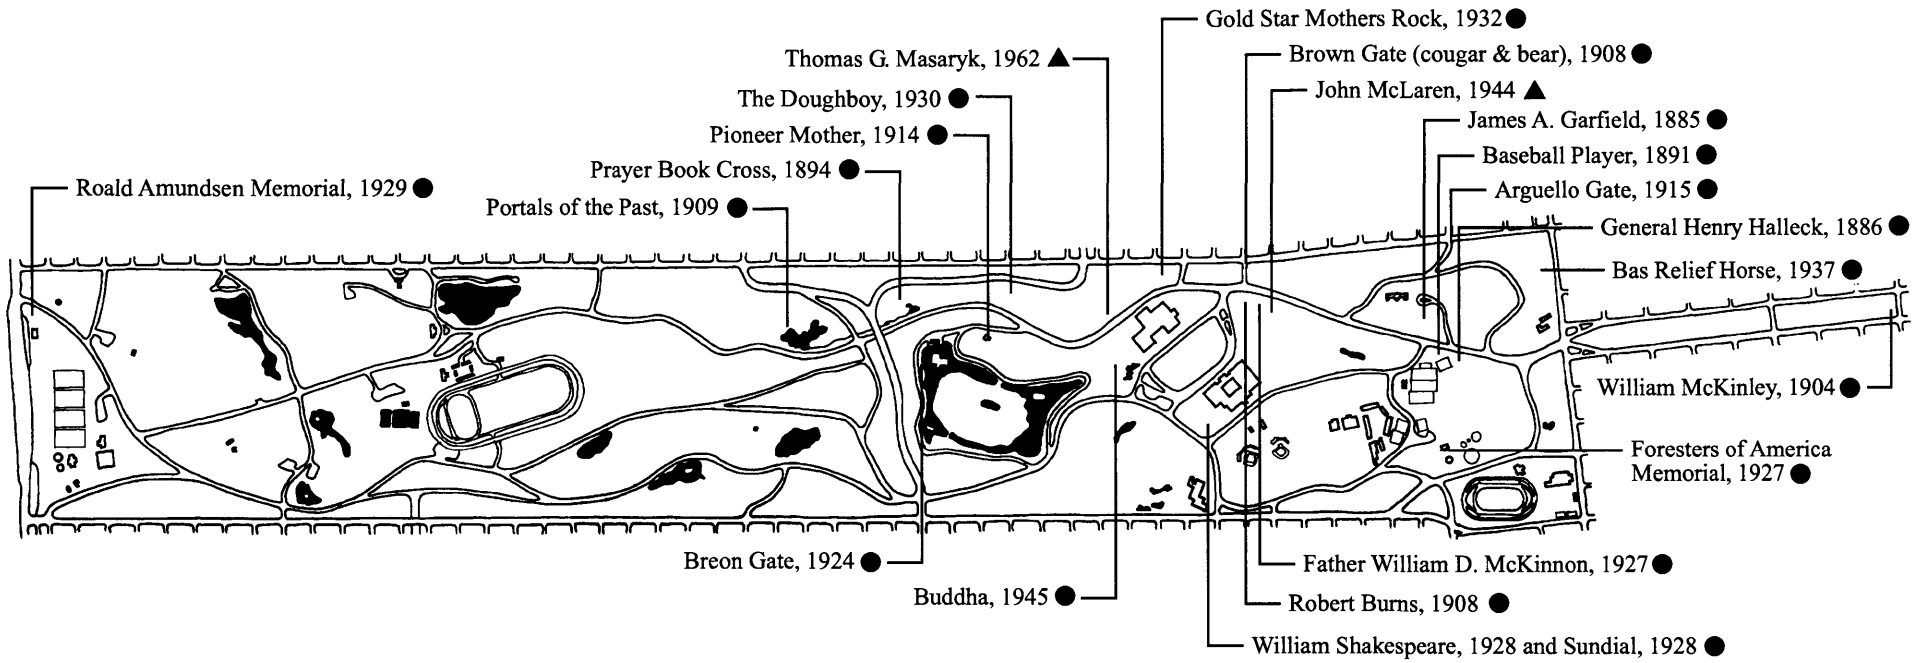 Gold Star Mothers Rock, 1932
Brown Gate (cougar & bear), 1908
Thomas G. Masaryk, 1962
John McLaren, 1944
The Doughboy, 1930
James A. Garfield, 1885
Pioneer Mother, 1914
Baseball Player, 1891
Prayer Book Cross, 1894
Roald Amundsen Memorial, 1929
Arguello Gate, 1915
Portals of the Past, 1909
General Henry Halleck, 1886
Bas Relief Horse, 1937
William McKinley, 1904
Foresters of America
Memorial, 1927
Breon Gate, 1924
Father William D. McKinnon, 1927
Buddha, 1945
Robert Burns, 1908
William Shakespeare, 1928 and Sundial, 1928